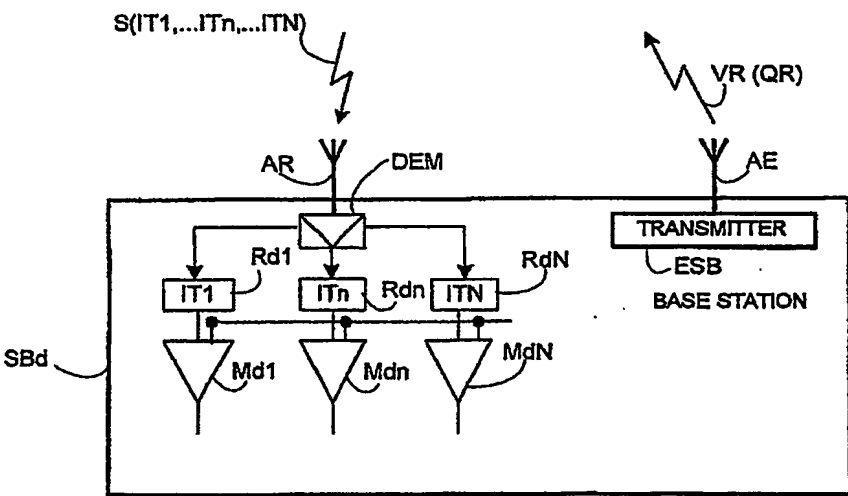 S(IT1,...ITn,...ITN)
VR (QR)
AR
DEM
AE
TRANSMITTER
Rd1
Rdn
RdN
ESB
IT1
ITn
ITN
BASE STATION
SBd
Md1
Mdn
MdN